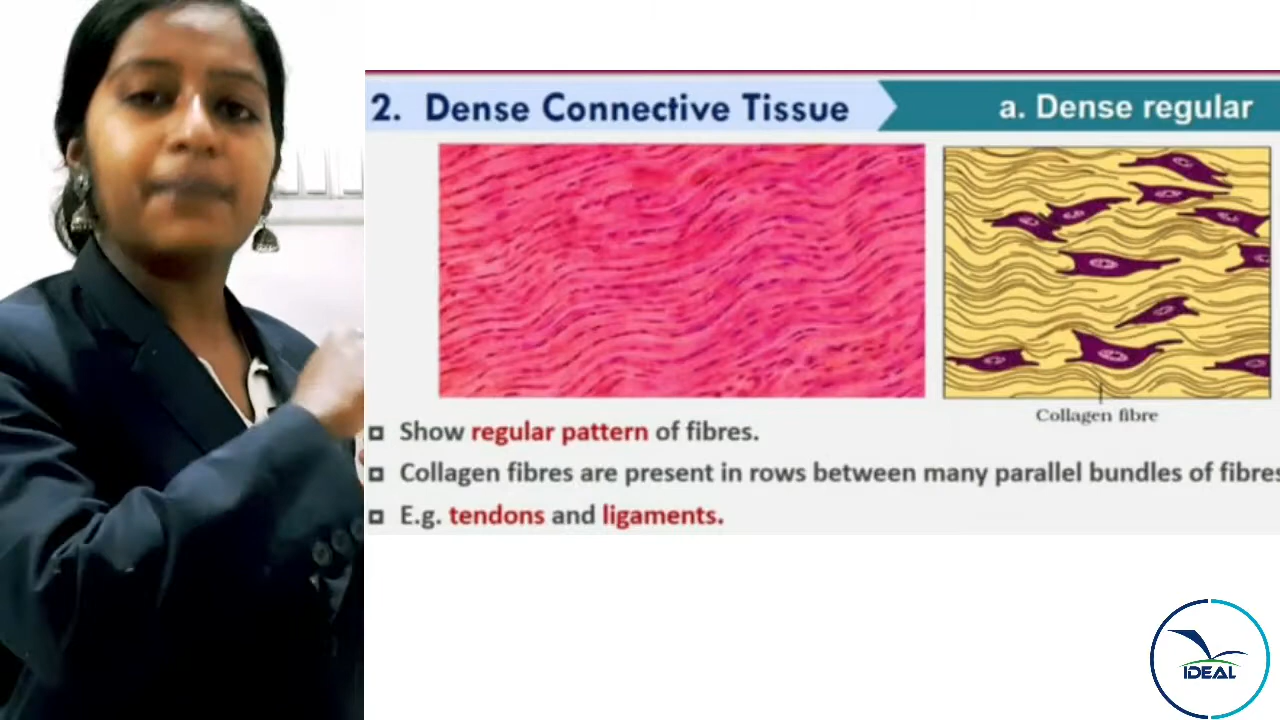 2. Dense Connective Tissue
a. Dense regular
Collagen fibre
Show regular pattern of fibres.
Collagen fibres are present in rows between many parallel bundles of fibres
E.g. tendons and ligaments.
IDEAL